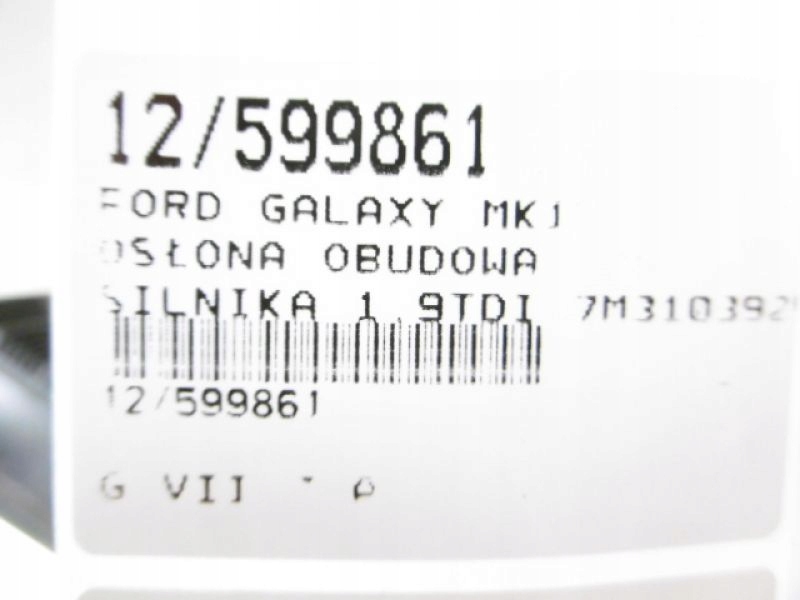 12/599861
FORD GALAXY MK1
OSŁONA OBUDOWA
SILNIKA 1.9TDI 7M310392
12/599861
G VII